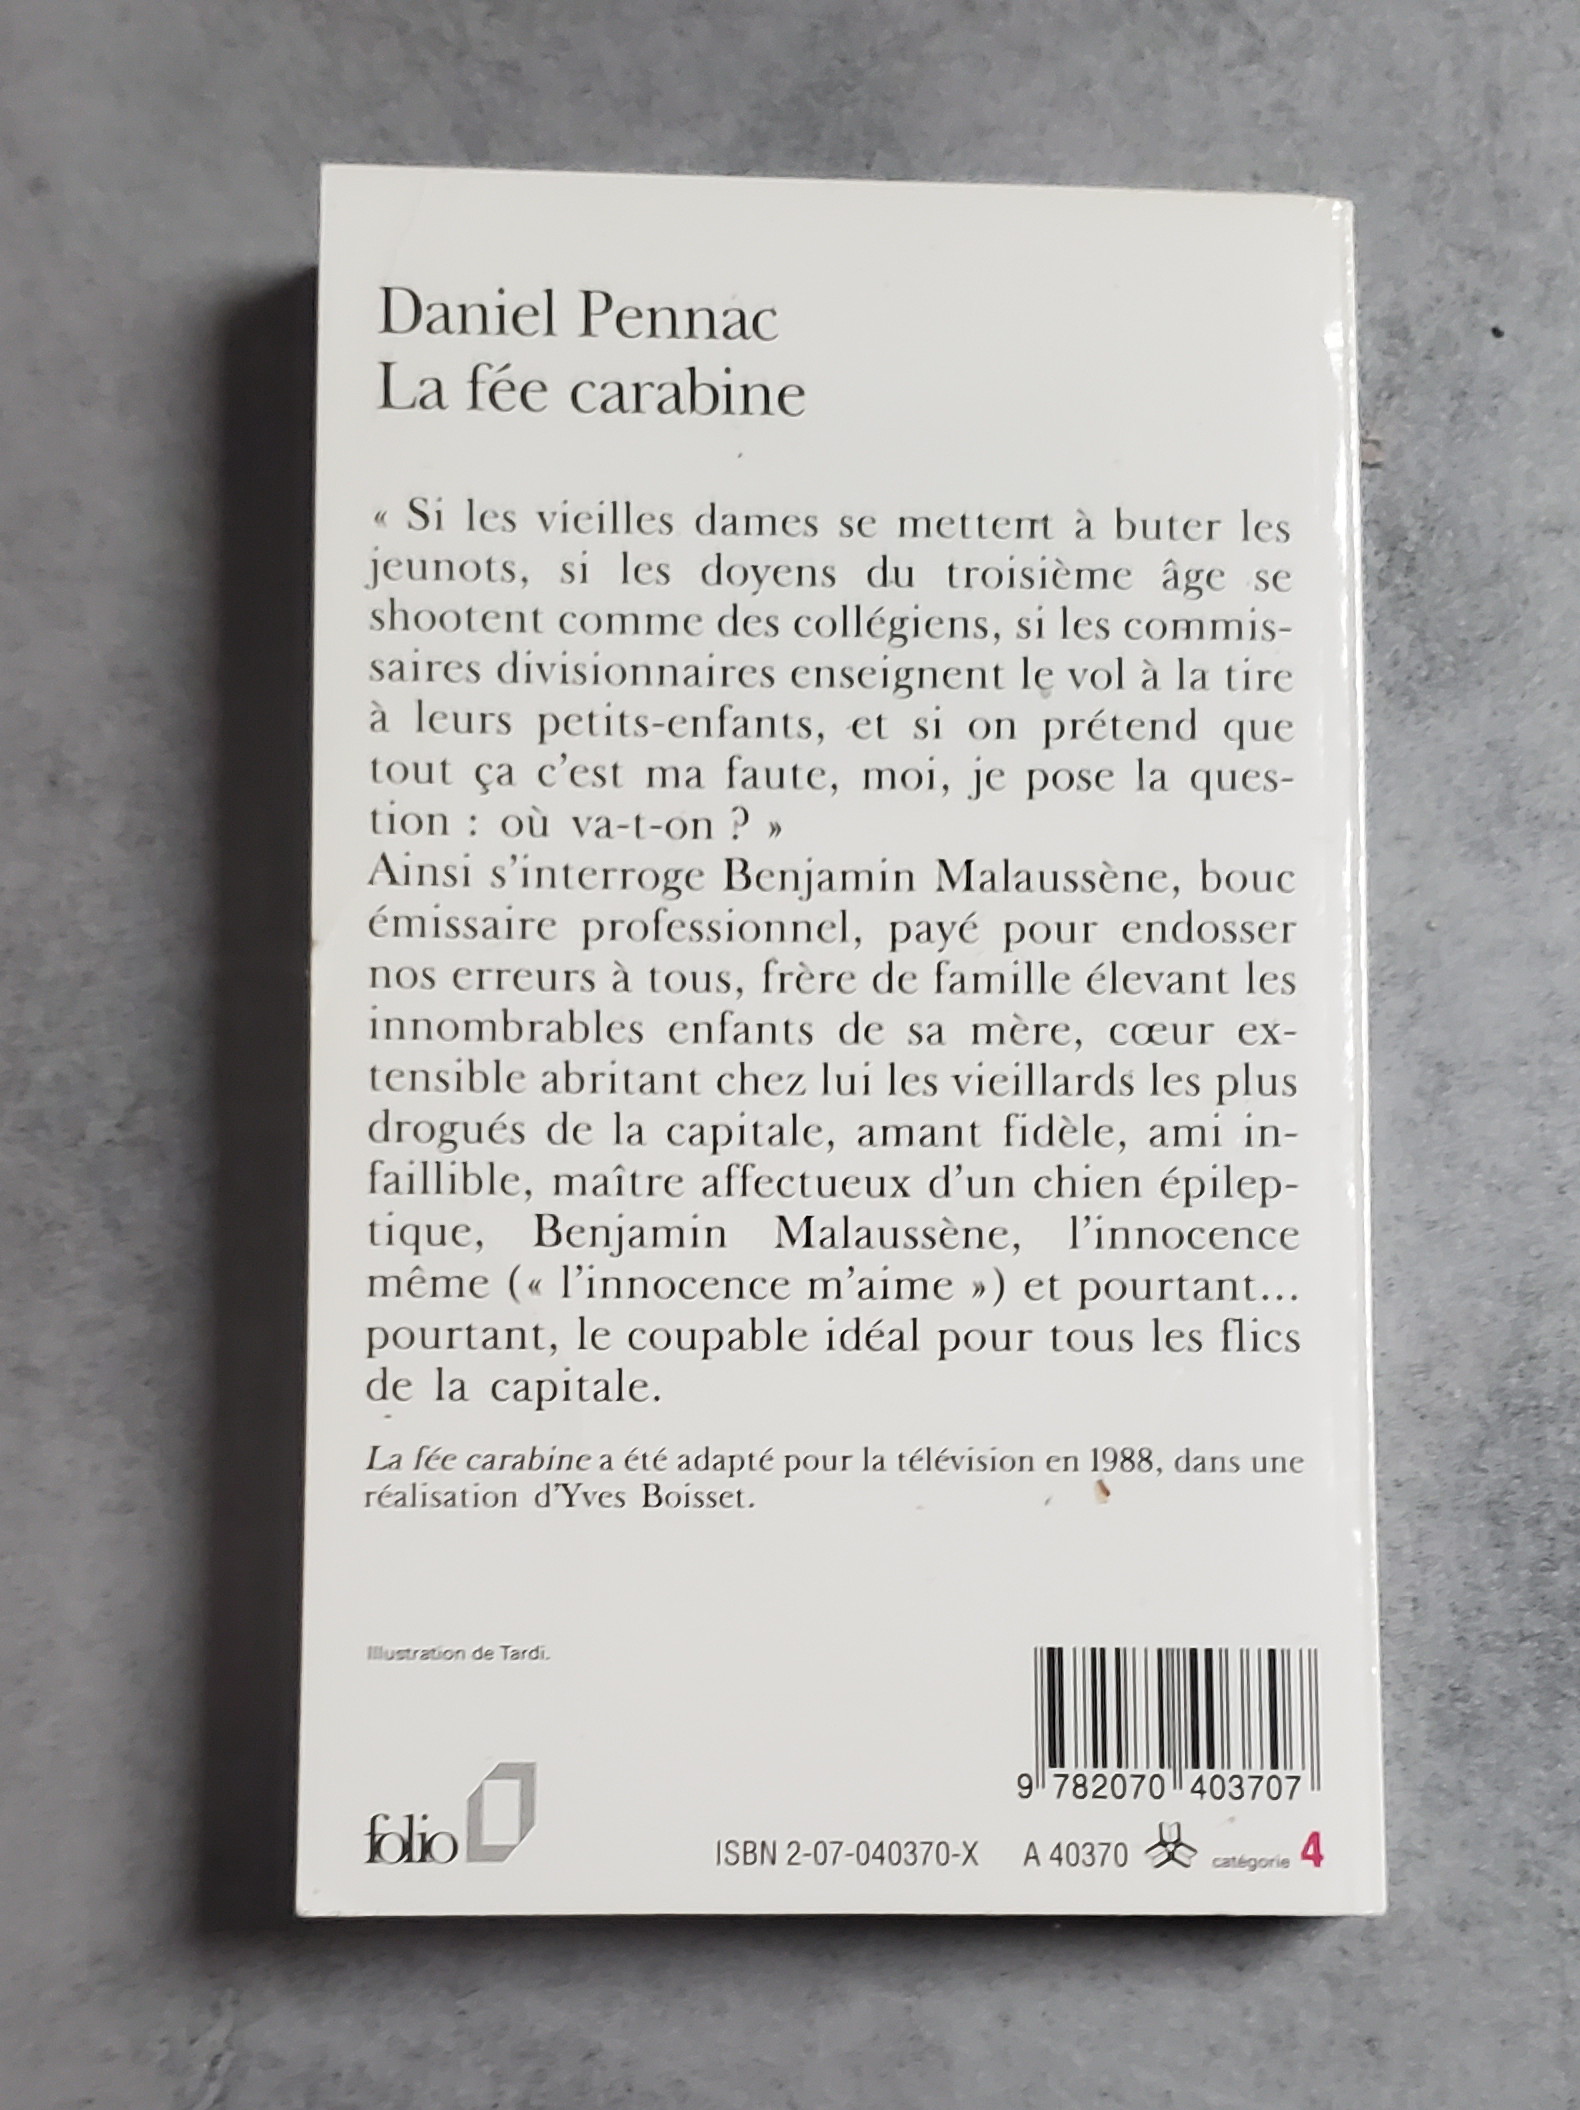 Daniel Pennac
La fée carabine
« Si les vieilles dames se mettent à buter les
jeunots, si les doyens du troisième âge se
shootent comme des collégiens, si les commis-
saires divisionnaires enseignent le vol à la tire
à leurs petits-enfants, et si on prétend que
tout ça c'est ma faute, moi, je pose la ques-
tion : où va-t-on ? »
Ainsi s'interroge Benjamin Malaussène, bouc
émissaire professionnel, payé pour endosser
nos erreurs à tous, frère de famille élevant les
innombrables enfants de sa mère, cœur ex-
tensible abritant chez lui les vieillards les plus
drogués de la capitale, amant fidèle, ami in-
faillible, maître affectueux d'un chien épilep-
tique, Benjamin Malaussène, l'innocence
même (« l'innocence m'aime ») et pourtant...
pourtant, le coupable idéal pour tous les flics
de la capitale.
La fée carabine a été adapté pour la télévision en 1988, dans une
réalisation d'Yves Boisset.
Illustration de Tardi.
9 782070 403707
folio
ISBN 2-07-040370-X A 40370 catégorie 4